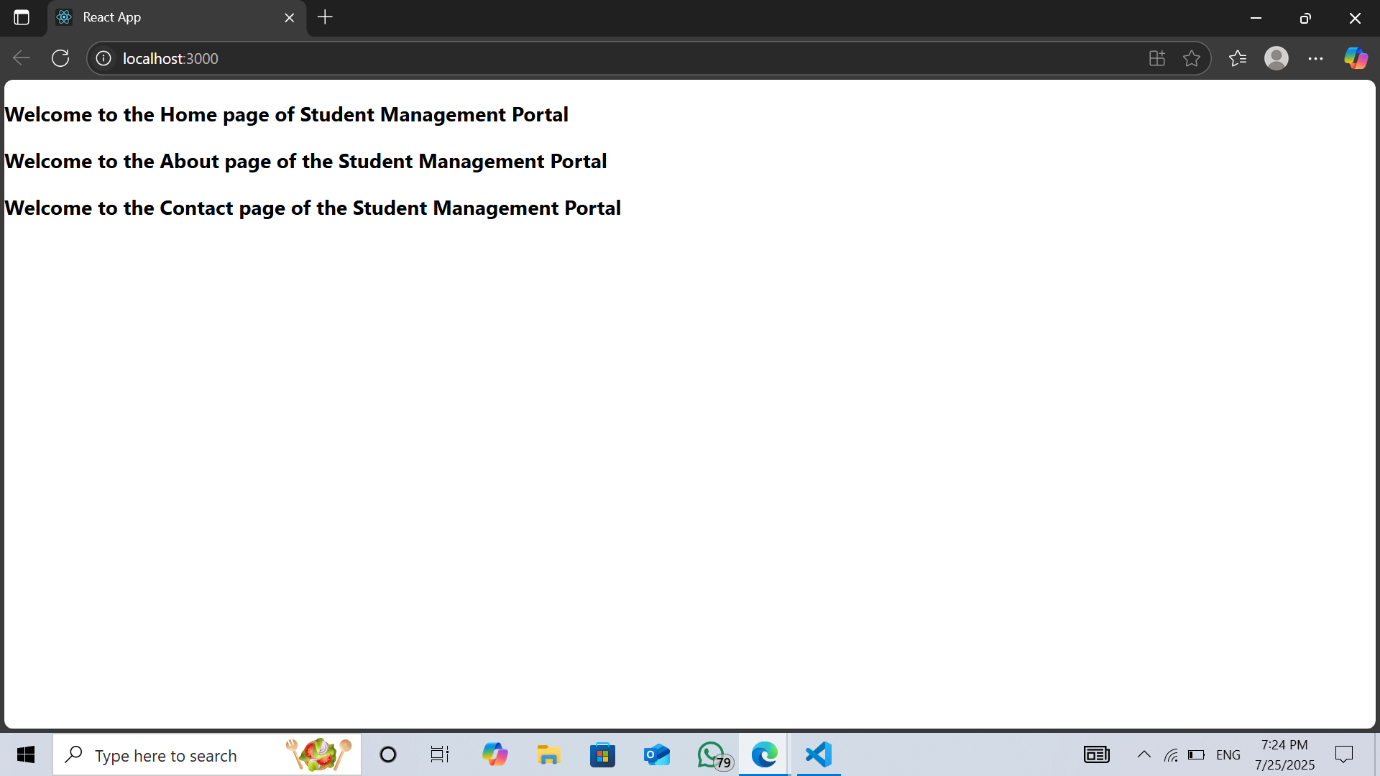 React App
localhost:3000
Welcome to the Home page of Student Management Portal
Welcome to the About page of the Student Management Portal
Welcome to the Contact page of the Student Management Portal
Type here to search
79
ENG
7:24 PM
7/25/2025